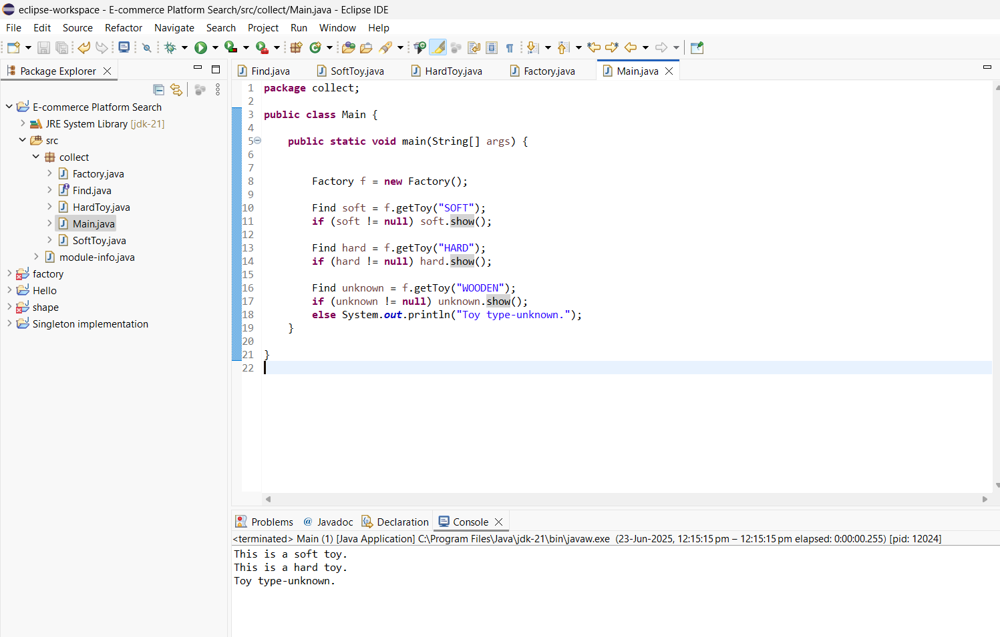 eclipse-workspace - E-commerce Platform Search/src/collect/Main.java - Eclipse IDE
File Edit Source Refactor Navigate Search Project Run Window Help
Package Explorer
E-commerce Platform Search
JRE System Library [jdk-21]
src
collect
Factory.java
Find.java
HardToy.java
Main.java
SoftToy.java
module-info.java
factory
Hello
shape
Singleton implementation
Find.java SoftToy.java HardToy.java Factory.java Main.java
1 package collect;
2
3 public class Main {
4
5 public static void main(String[] args) {
6
7
8 Factory f = new Factory();
9
10 Find soft = f.getToy("SOFT");
11 if (soft != null) soft.show();
12
13 Find hard = f.getToy("HARD");
14 if (hard != null) hard.show();
15
16 Find unknown = f.getToy("WOODEN");
17 if (unknown != null) unknown.show();
18 else System.out.println("Toy type-unknown.");
19 }
20
21 }
22
Problems Javadoc Declaration Console
<terminated> Main (1) [Java Application] C:\Program Files\Java\jdk-21\bin\javaw.exe (23-Jun-2025, 12:15:15 pm – 12:15:15 pm elapsed: 0:00:00.255) [pid: 12024]
This is a soft toy.
This is a hard toy.
Toy type-unknown.